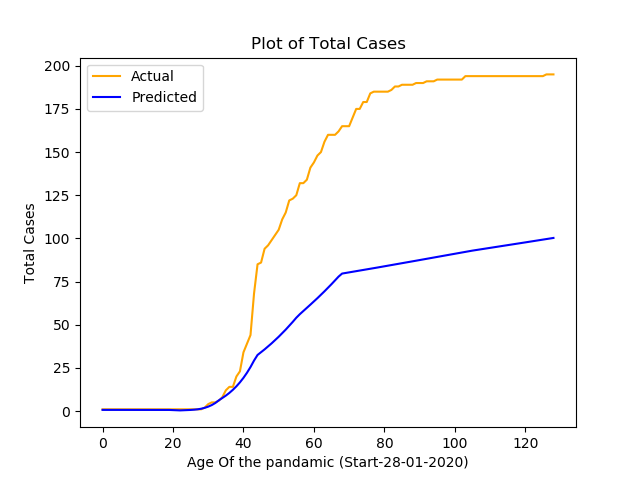 Plot of Total Cases
Actual
Predicted
200
175
150
125
100
75
50
25
0
Total Cases
0 20 40 60 80 100 120
Age Of the pandamic (Start-28-01-2020)